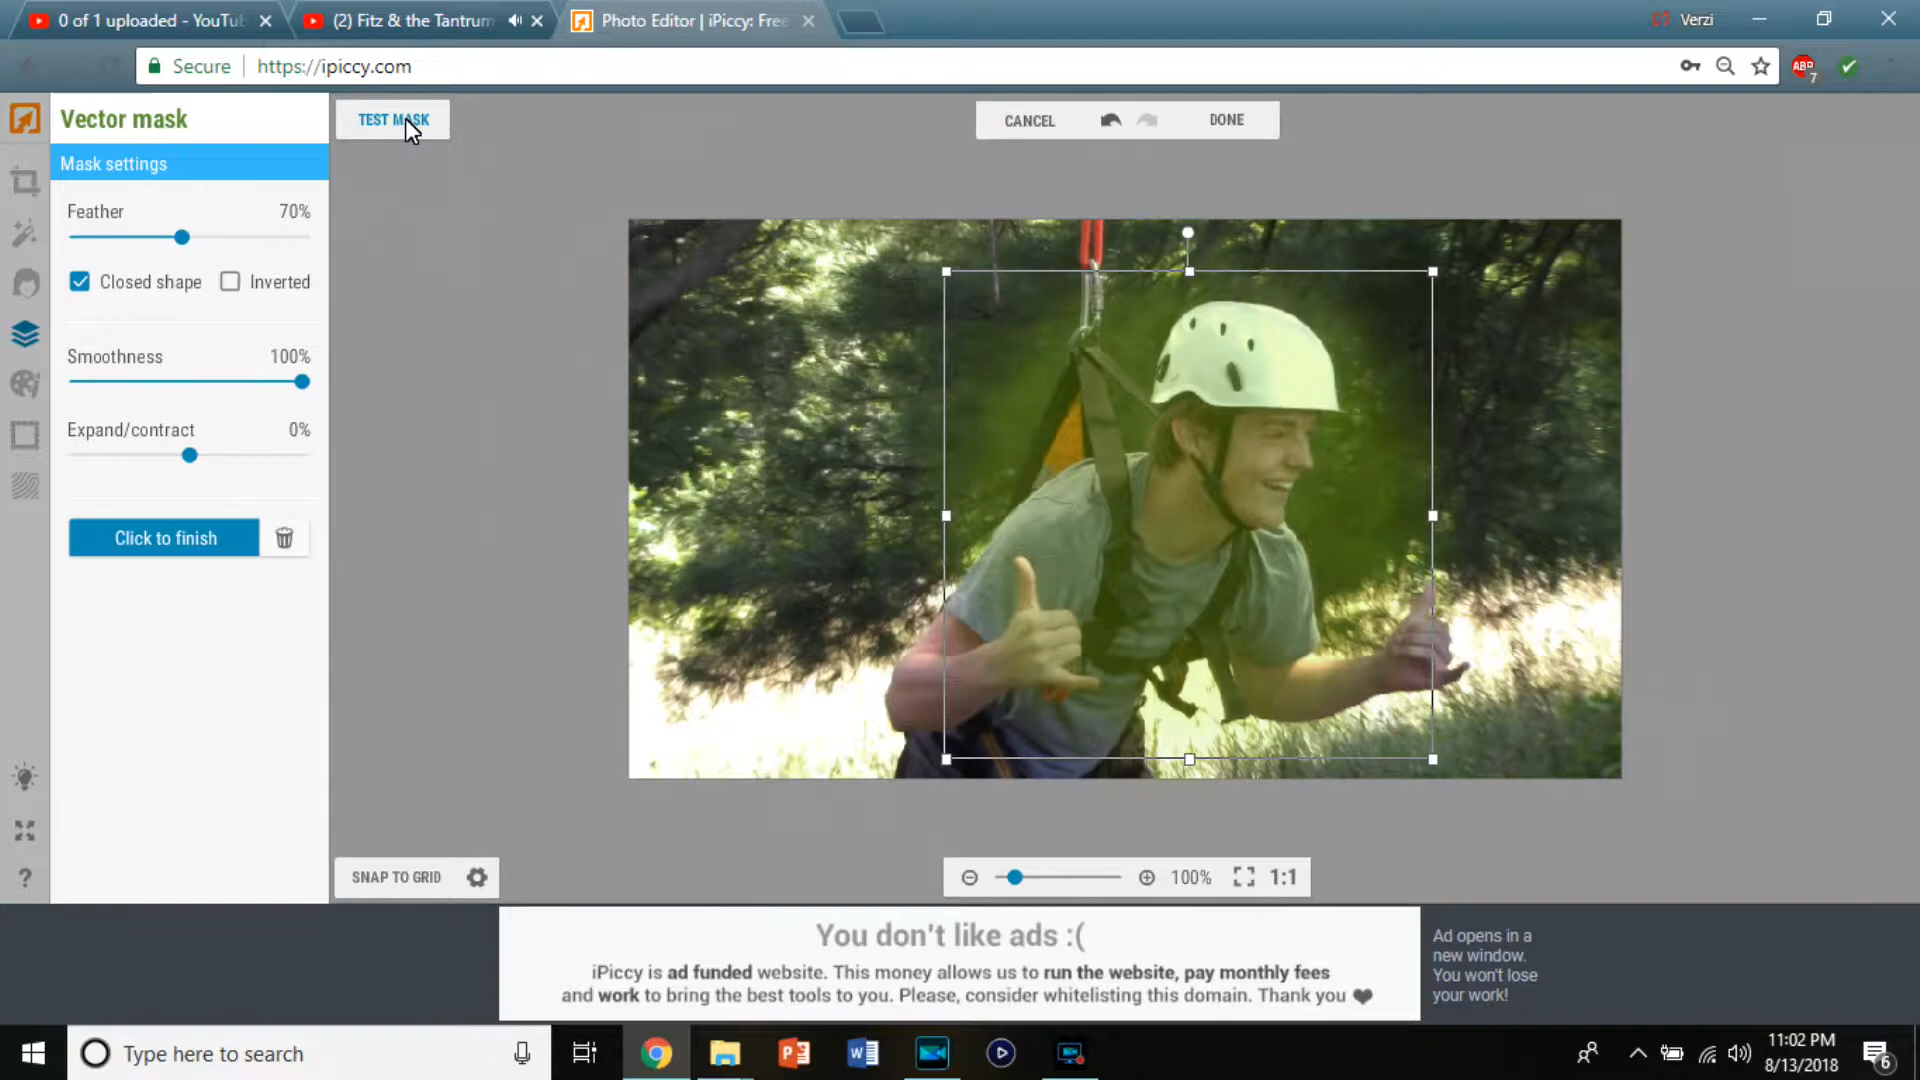 0 of 1 uploaded - YouTu
(2) Fitz & the Tantrum
Photo Editor | iPiccy: Free
Verzi
Secure
https://ipiccy.com
ABP
7
Vector mask
TEST MASK
CANCEL
DONE
Mask settings
Feather 70%
Closed shape
Inverted
Smoothness 100%
Expand/contract 0%
Click to finish
?
SNAP TO GRID
100%
1:1
You don't like ads :(
iPiccy is ad funded website. This money allows us to run the website, pay monthly fees
and work to bring the best tools to you. Please, consider whitelisting this domain. Thank you ❤
Ad opens in a
new window.
You won't lose
your work!
Type here to search
11:02 PM
8/13/2018
6